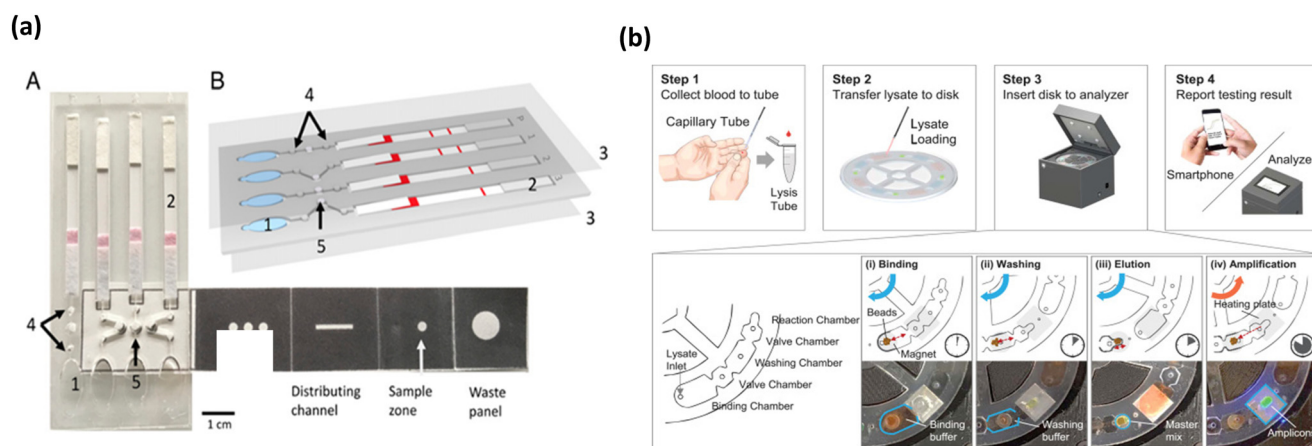 (a)
A
B
4
3
2
2
1
3
5
4
1
5
1 cm
Distributing
channel
Sample
zone
Waste
panel
(b)
Step 1
Collect blood to tube
Capillary Tube
Lysis
Tube
Step 2
Transfer lysate to disk
Lysate
Loading
Step 3
Insert disk to analyzer
Step 4
Report testing result
Smartphone
Analyze
Lysate
Inlet
Reaction Chamber
Valve Chamber
Washing Chamber
Valve Chamber
Binding Chamber
(i) Binding
Beads
Magnet
Binding
buffer
(ii) Washing
Washing
buffer
(iii) Elution
Master
mix
(iv) Amplification
Heating plate
Amplicon